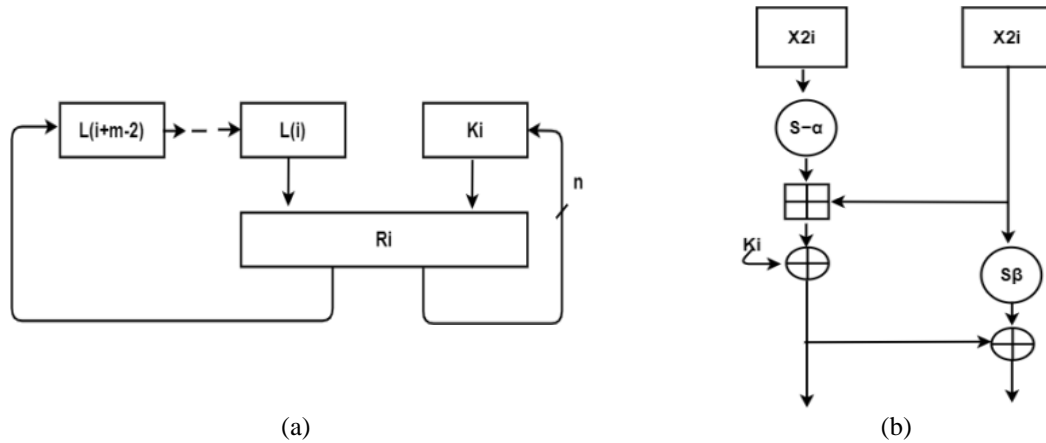 X2i X2i
L(i+m-2) L(i) Ki
S-α
n
Ri
Ki
Sβ
(a) (b)